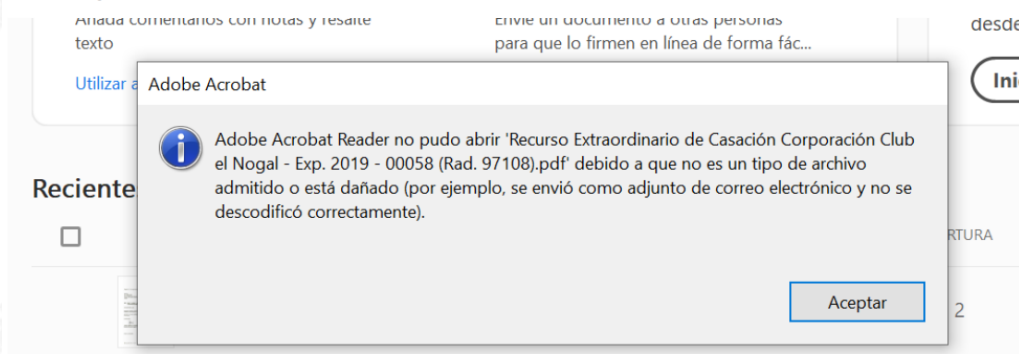 Añada comentarios con notas y resalte
texto
Envíe un documento a otras personas
para que lo firmen en línea de forma fác...
desde
Utilizar a
Ini
Adobe Acrobat
Adobe Acrobat Reader no pudo abrir 'Recurso Extraordinario de Casación Corporación Club
el Nogal - Exp. 2019 - 00058 (Rad. 97108).pdf' debido a que no es un tipo de archivo
admitido o está dañado (por ejemplo, se envió como adjunto de correo electrónico y no se
descodificó correctamente).
Reciente
RTURA
Aceptar
2